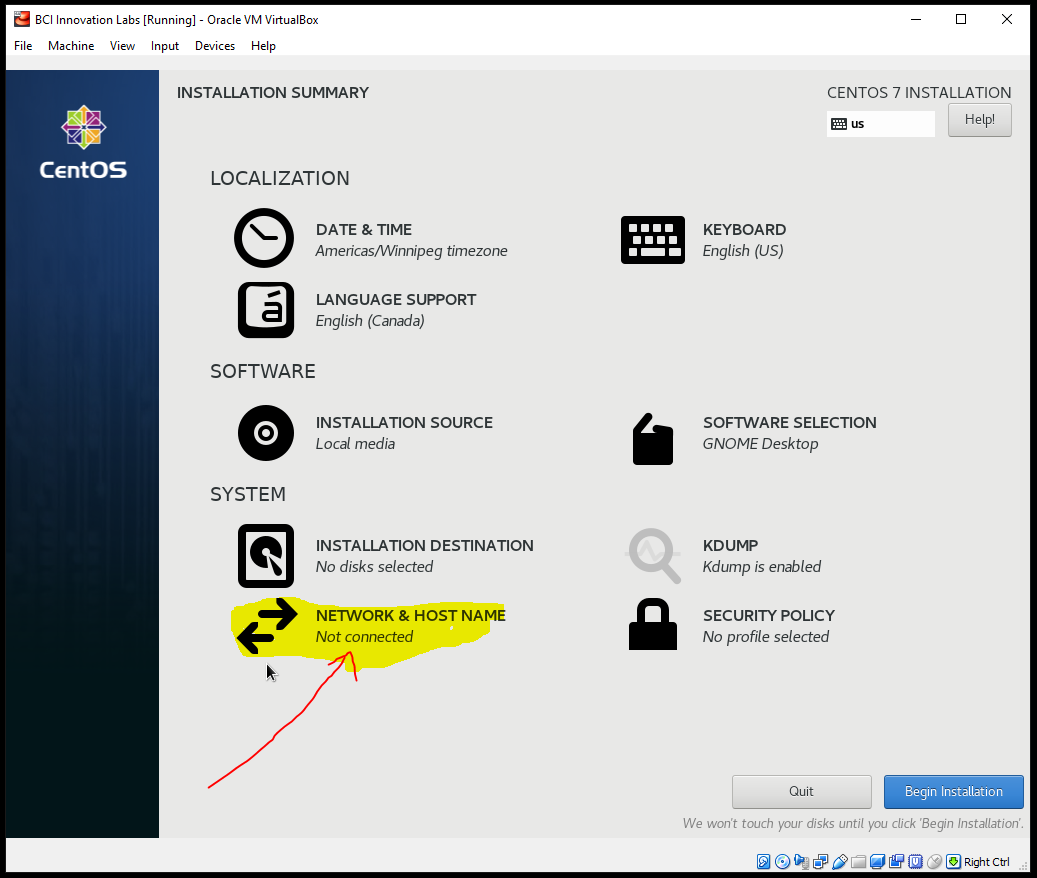 BCI Innovation Labs [Running] - Oracle VM VirtualBox
File Machine View Input Devices Help
INSTALLATION SUMMARY
CENTOS 7 INSTALLATION
us
Help!
CentOS
LOCALIZATION
DATE & TIME
Americas/Winnipeg timezone
KEYBOARD
English (US)
LANGUAGE SUPPORT
English (Canada)
SOFTWARE
INSTALLATION SOURCE
Local media
SOFTWARE SELECTION
GNOME Desktop
SYSTEM
INSTALLATION DESTINATION
No disks selected
KDUMP
Kdump is enabled
NETWORK & HOST NAME
Not connected
SECURITY POLICY
No profile selected
Quit
Begin Installation
We won't touch your disks until you click 'Begin Installation'.
Right Ctrl